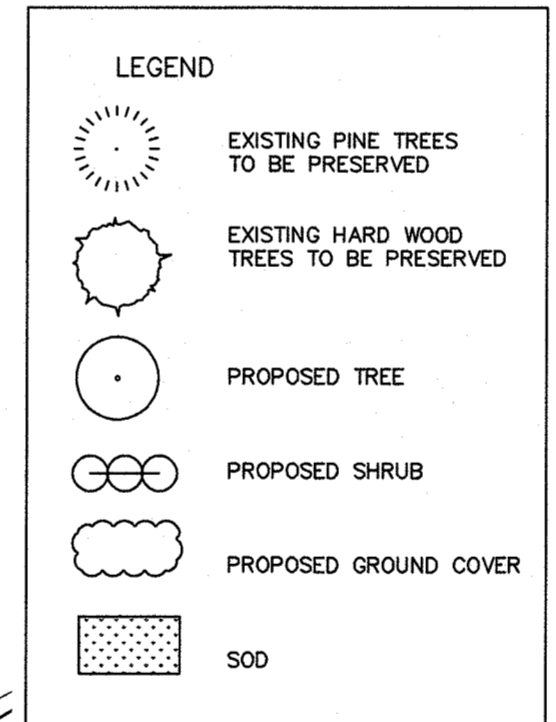 LEGEND
EXISTING PINE TREES
TO BE PRESERVED
EXISTING HARD WOOD
TREES TO BE PRESERVED
PROPOSED TREE
PROPOSED SHRUB
PROPOSED GROUND COVER
SOD